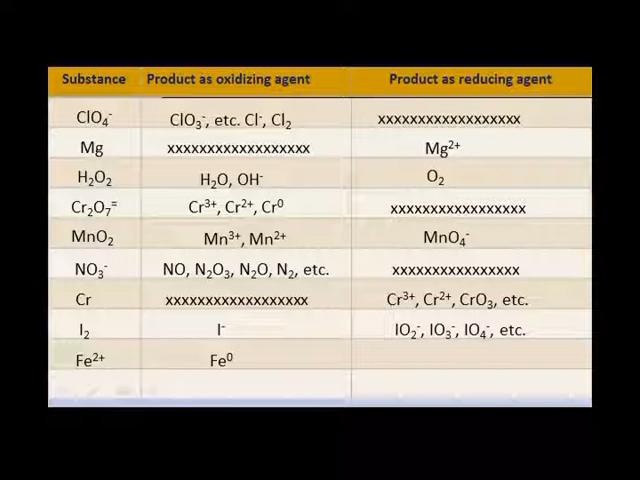 Substance Product as oxidizing agent Product as reducing agent
ClO₄⁻ ClO₃⁻, etc. Cl⁻, Cl₂ xxxxxxxxxxxxxxxxxx
Mg xxxxxxxxxxxxxxxxxx Mg²⁺
H₂O₂ H₂O, OH⁻ O₂
Cr₂O₇⁼ Cr³⁺, Cr²⁺, Cr⁰ xxxxxxxxxxxxxxxxx
MnO₂ Mn³⁺, Mn²⁺ MnO₄⁻
NO₃⁻ NO, N₂O₃, N₂O, N₂, etc. xxxxxxxxxxxxxxxx
Cr xxxxxxxxxxxxxxxxxx Cr³⁺, Cr²⁺, CrO₃, etc.
I₂ I⁻ IO₂⁻, IO₃⁻, IO₄⁻, etc.
Fe²⁺ Fe⁰